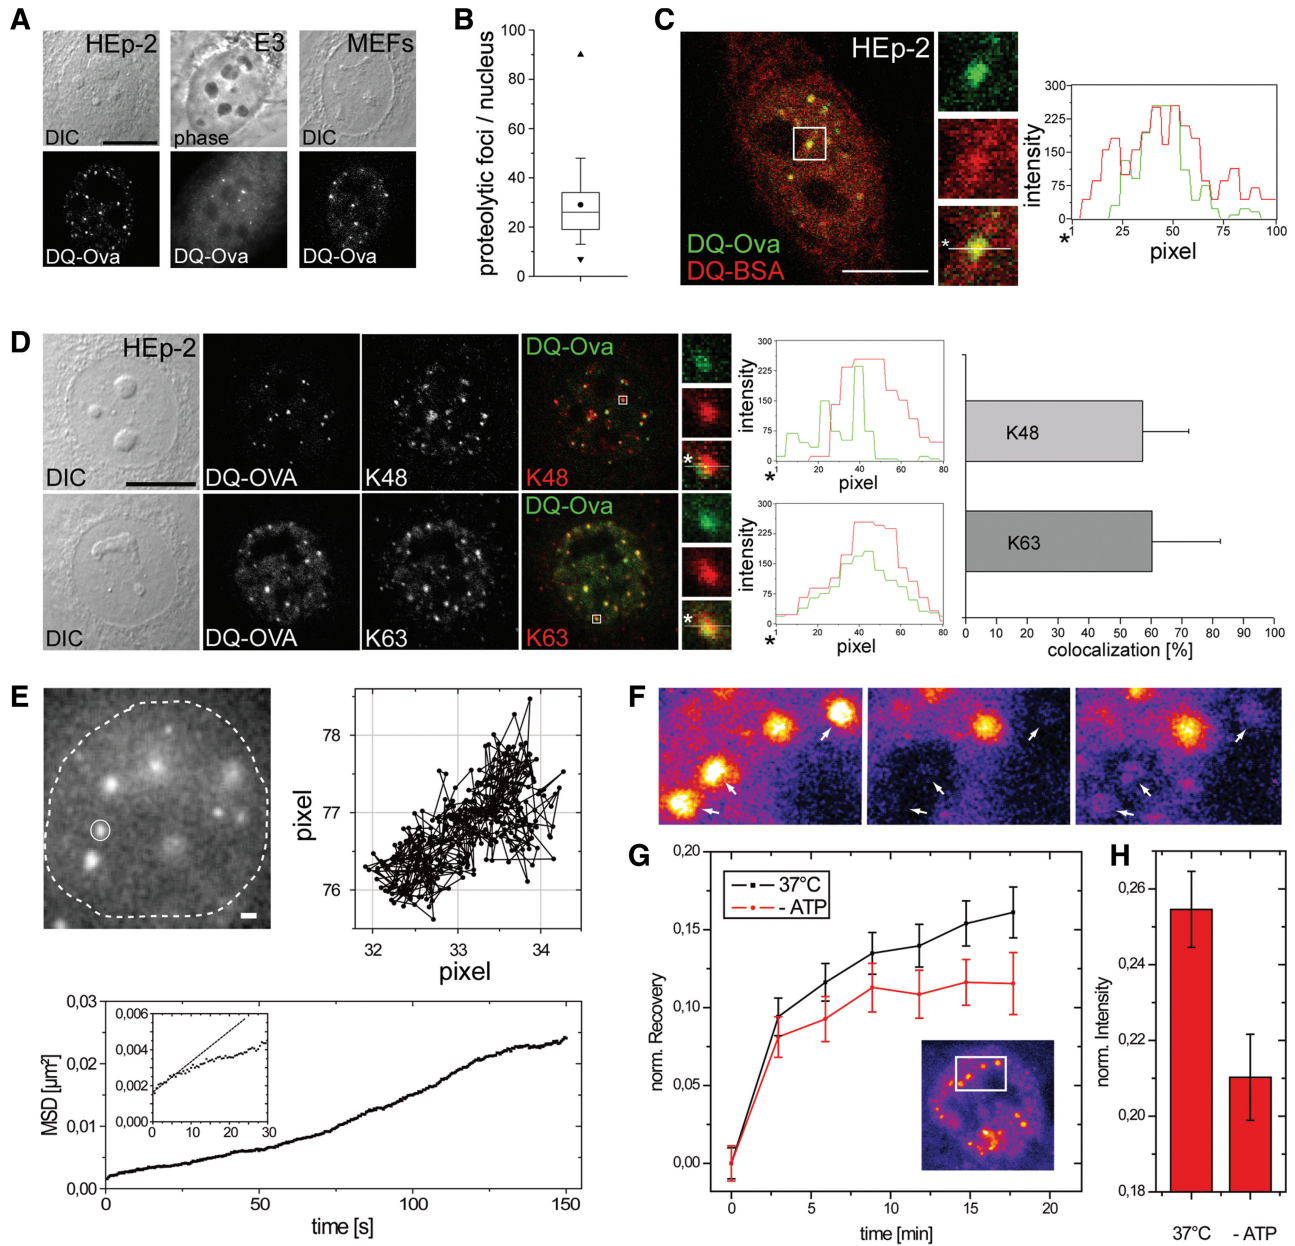 A
HEp-2
E3
MEFs
DIC
phase
DIC
DQ-Ova
DQ-Ova
DQ-Ova
B
proteolytic foci / nucleus
100
80
60
40
20
0
C
HEp-2
DQ-Ova
DQ-BSA
*
intensity
300
225
150
75
0
1 25 50 75 100
*
pixel
D
HEp-2
DIC
DQ-OVA
K48
DQ-Ova
K48
*
intensity
300
225
150
75
0
1 20 40 60 80
*
pixel
DIC
DQ-OVA
K63
DQ-Ova
K63
*
intensity
300
225
150
75
0
1 20 40 60 80
*
pixel
K48
K63
0 10 20 30 40 50 60 70 80 90 100
colocalization [%]
E
pixel
78
77
76
32 33 34
pixel
MSD [µm²]
0,03
0,02
0,01
0,00
0,006
0,004
0,002
0,000
0 10 20 30
0 50 100 150
time [s]
F
G
norm. Recovery
0,20
0,15
0,10
0,05
0,00
37°C
- ATP
0 5 10 15 20
time [min]
H
norm. Intensity
0,26
0,24
0,22
0,20
0,18
37°C - ATP